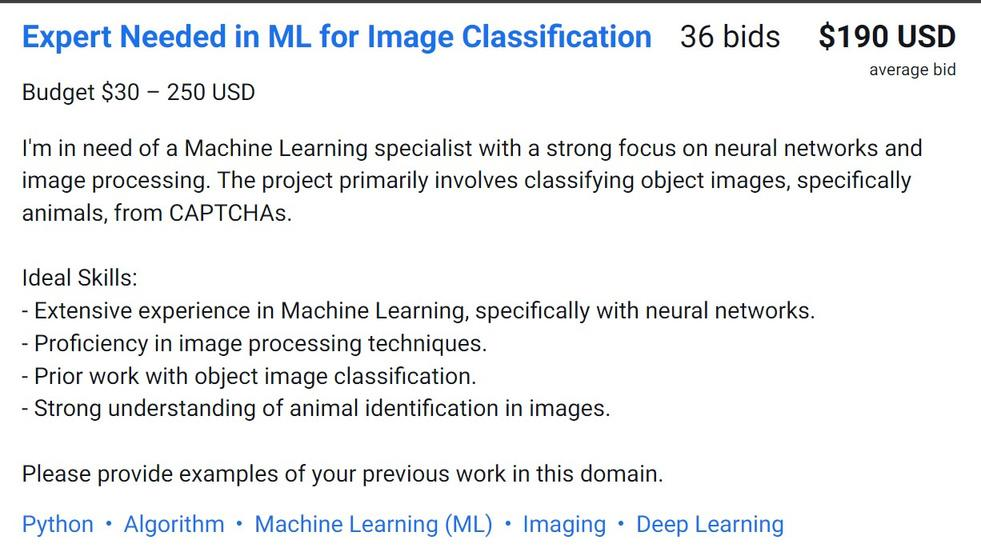 Expert Needed in ML for Image Classification 36 bids $190 USD
average bid
Budget $30 – 250 USD
I'm in need of a Machine Learning specialist with a strong focus on neural networks and
image processing. The project primarily involves classifying object images, specifically
animals, from CAPTCHAs.
Ideal Skills:
- Extensive experience in Machine Learning, specifically with neural networks.
- Proficiency in image processing techniques.
- Prior work with object image classification.
- Strong understanding of animal identification in images.
Please provide examples of your previous work in this domain.
Python • Algorithm • Machine Learning (ML) • Imaging • Deep Learning